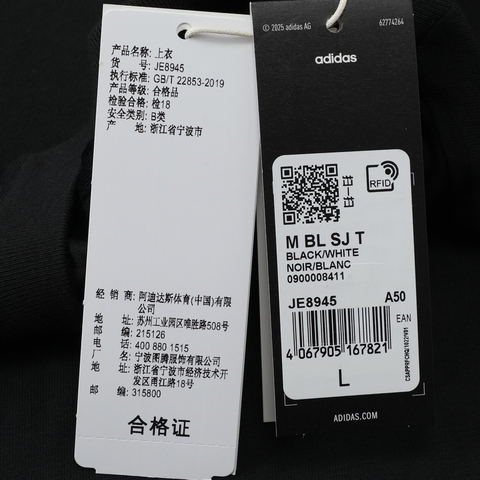 产品名称: 上衣
货 号: JE8945
执行标准: GB/T 22853-2019
产品等级: 合格品
检验合格: 检18
安全类别: B类
产 地: 浙江省宁波市
经 销 商: 阿迪达斯体育(中国)有限
公司
地 址: 苏州工业园区唯胜路508号
邮 编: 215126
电 话: 400 880 1515
厂 名: 宁波图腾服饰有限公司
地 址: 浙江省宁波市经济技术开
发区甬江路18号
邮 编: 315800
合格证
© 2025 adidas AG
62774264
adidas
RFID
M BL SJ T
BLACK/WHITE
NOIR/BLANC
0900008411
JE8945 A50
EAN
4 067905 167821
L
ADIDAS.COM